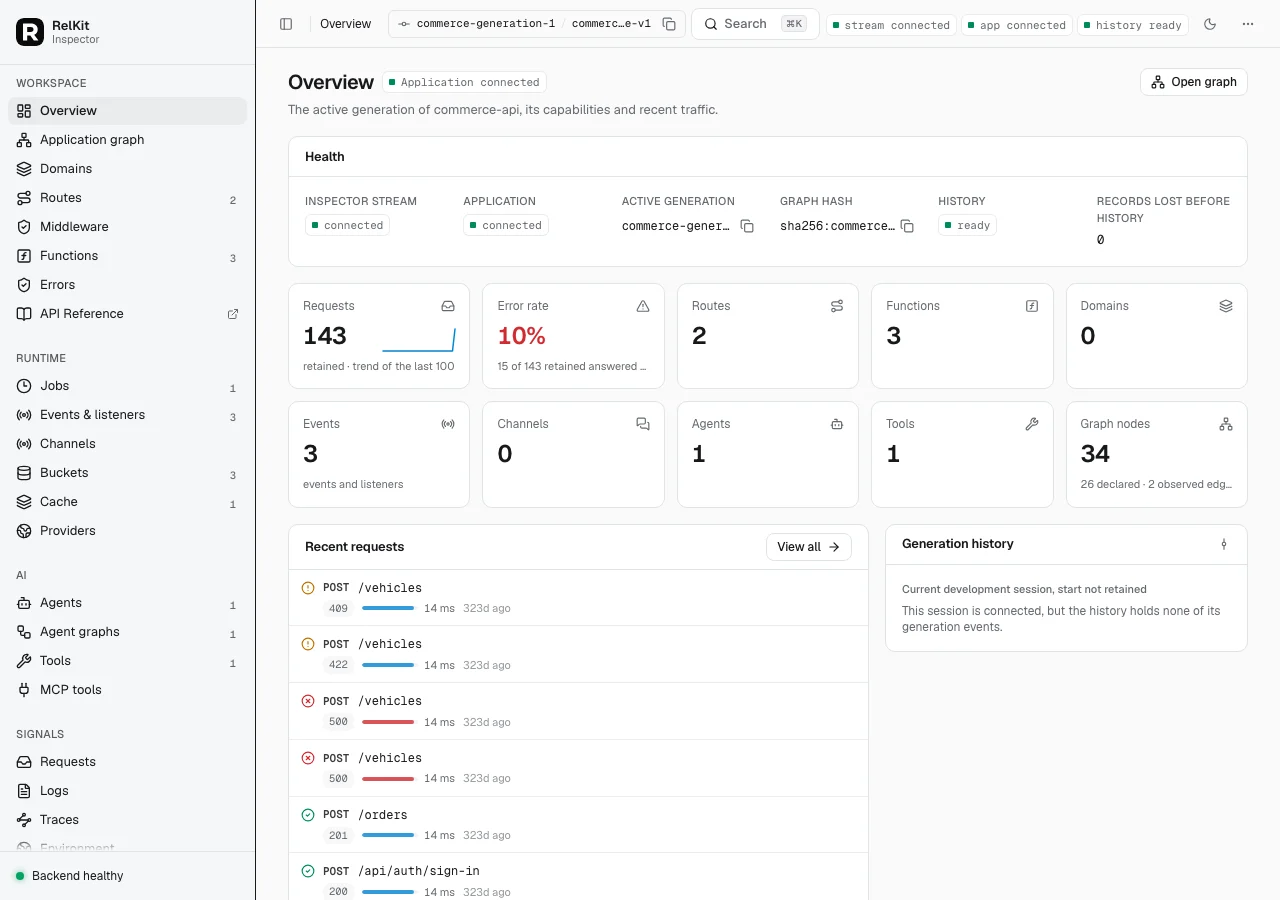 RelKit
Inspector
WORKSPACE
Overview
Application graph
Domains
Routes 2
Middleware
Functions 3
Errors
API Reference
RUNTIME
Jobs 1
Events & listeners 3
Channels
Buckets 3
Cache 1
Providers
AI
Agents 1
Agent graphs 1
Tools 1
MCP tools
SIGNALS
Requests
Logs
Traces
Environment
Backend healthy
Overview
commerce-generation-1 / commerc…e-v1
Search ⌘K
stream connected
app connected
history ready
Overview
Application connected
Open graph
The active generation of commerce-api, its capabilities and recent traffic.
Health
INSPECTOR STREAM
connected
APPLICATION
connected
ACTIVE GENERATION
commerce-gener…
GRAPH HASH
sha256:commerce…
HISTORY
ready
RECORDS LOST BEFORE
HISTORY
0
Requests
143
retained · trend of the last 100
Error rate
10%
15 of 143 retained answered …
Routes
2
Functions
3
Domains
0
Events
3
events and listeners
Channels
0
Agents
1
Tools
1
Graph nodes
34
26 declared · 2 observed edg…
Recent requests
View all
POST /vehicles
409 14 ms 323d ago
POST /vehicles
422 14 ms 323d ago
POST /vehicles
500 14 ms 323d ago
POST /vehicles
500 14 ms 323d ago
POST /orders
201 14 ms 323d ago
POST /api/auth/sign-in
200 14 ms 323d ago
Generation history
Current development session, start not retained
This session is connected, but the history holds none of its
generation events.